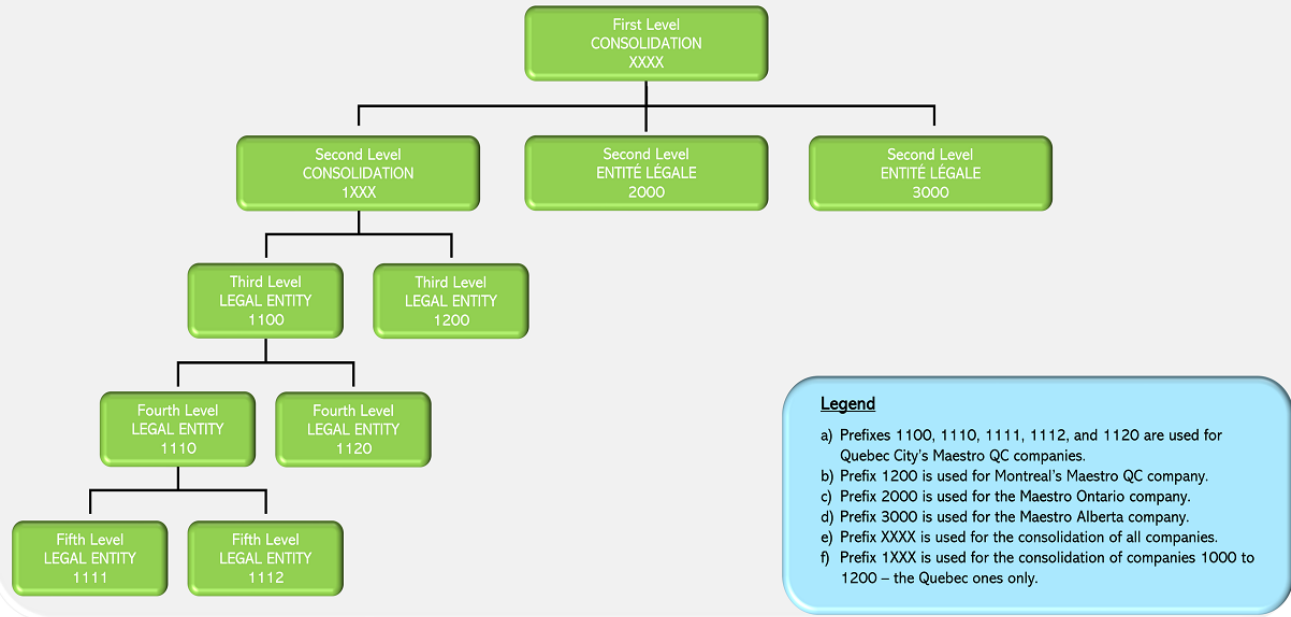 First Level
CONSOLIDATION
XXXX
Second Level
CONSOLIDATION
1XXX
Second Level
ENTITÉ LÉGALE
2000
Second Level
ENTITÉ LÉGALE
3000
Third Level
LEGAL ENTITY
1100
Third Level
LEGAL ENTITY
1200
Fourth Level
LEGAL ENTITY
1110
Fourth Level
LEGAL ENTITY
1120
Fifth Level
LEGAL ENTITY
1111
Fifth Level
LEGAL ENTITY
1112
Legend
a) Prefixes 1100, 1110, 1111, 1112, and 1120 are used for
Quebec City's Maestro QC companies.
b) Prefix 1200 is used for Montreal's Maestro QC company.
c) Prefix 2000 is used for the Maestro Ontario company.
d) Prefix 3000 is used for the Maestro Alberta company.
e) Prefix XXXX is used for the consolidation of all companies.
f) Prefix 1XXX is used for the consolidation of companies 1000 to
1200 – the Quebec ones only.